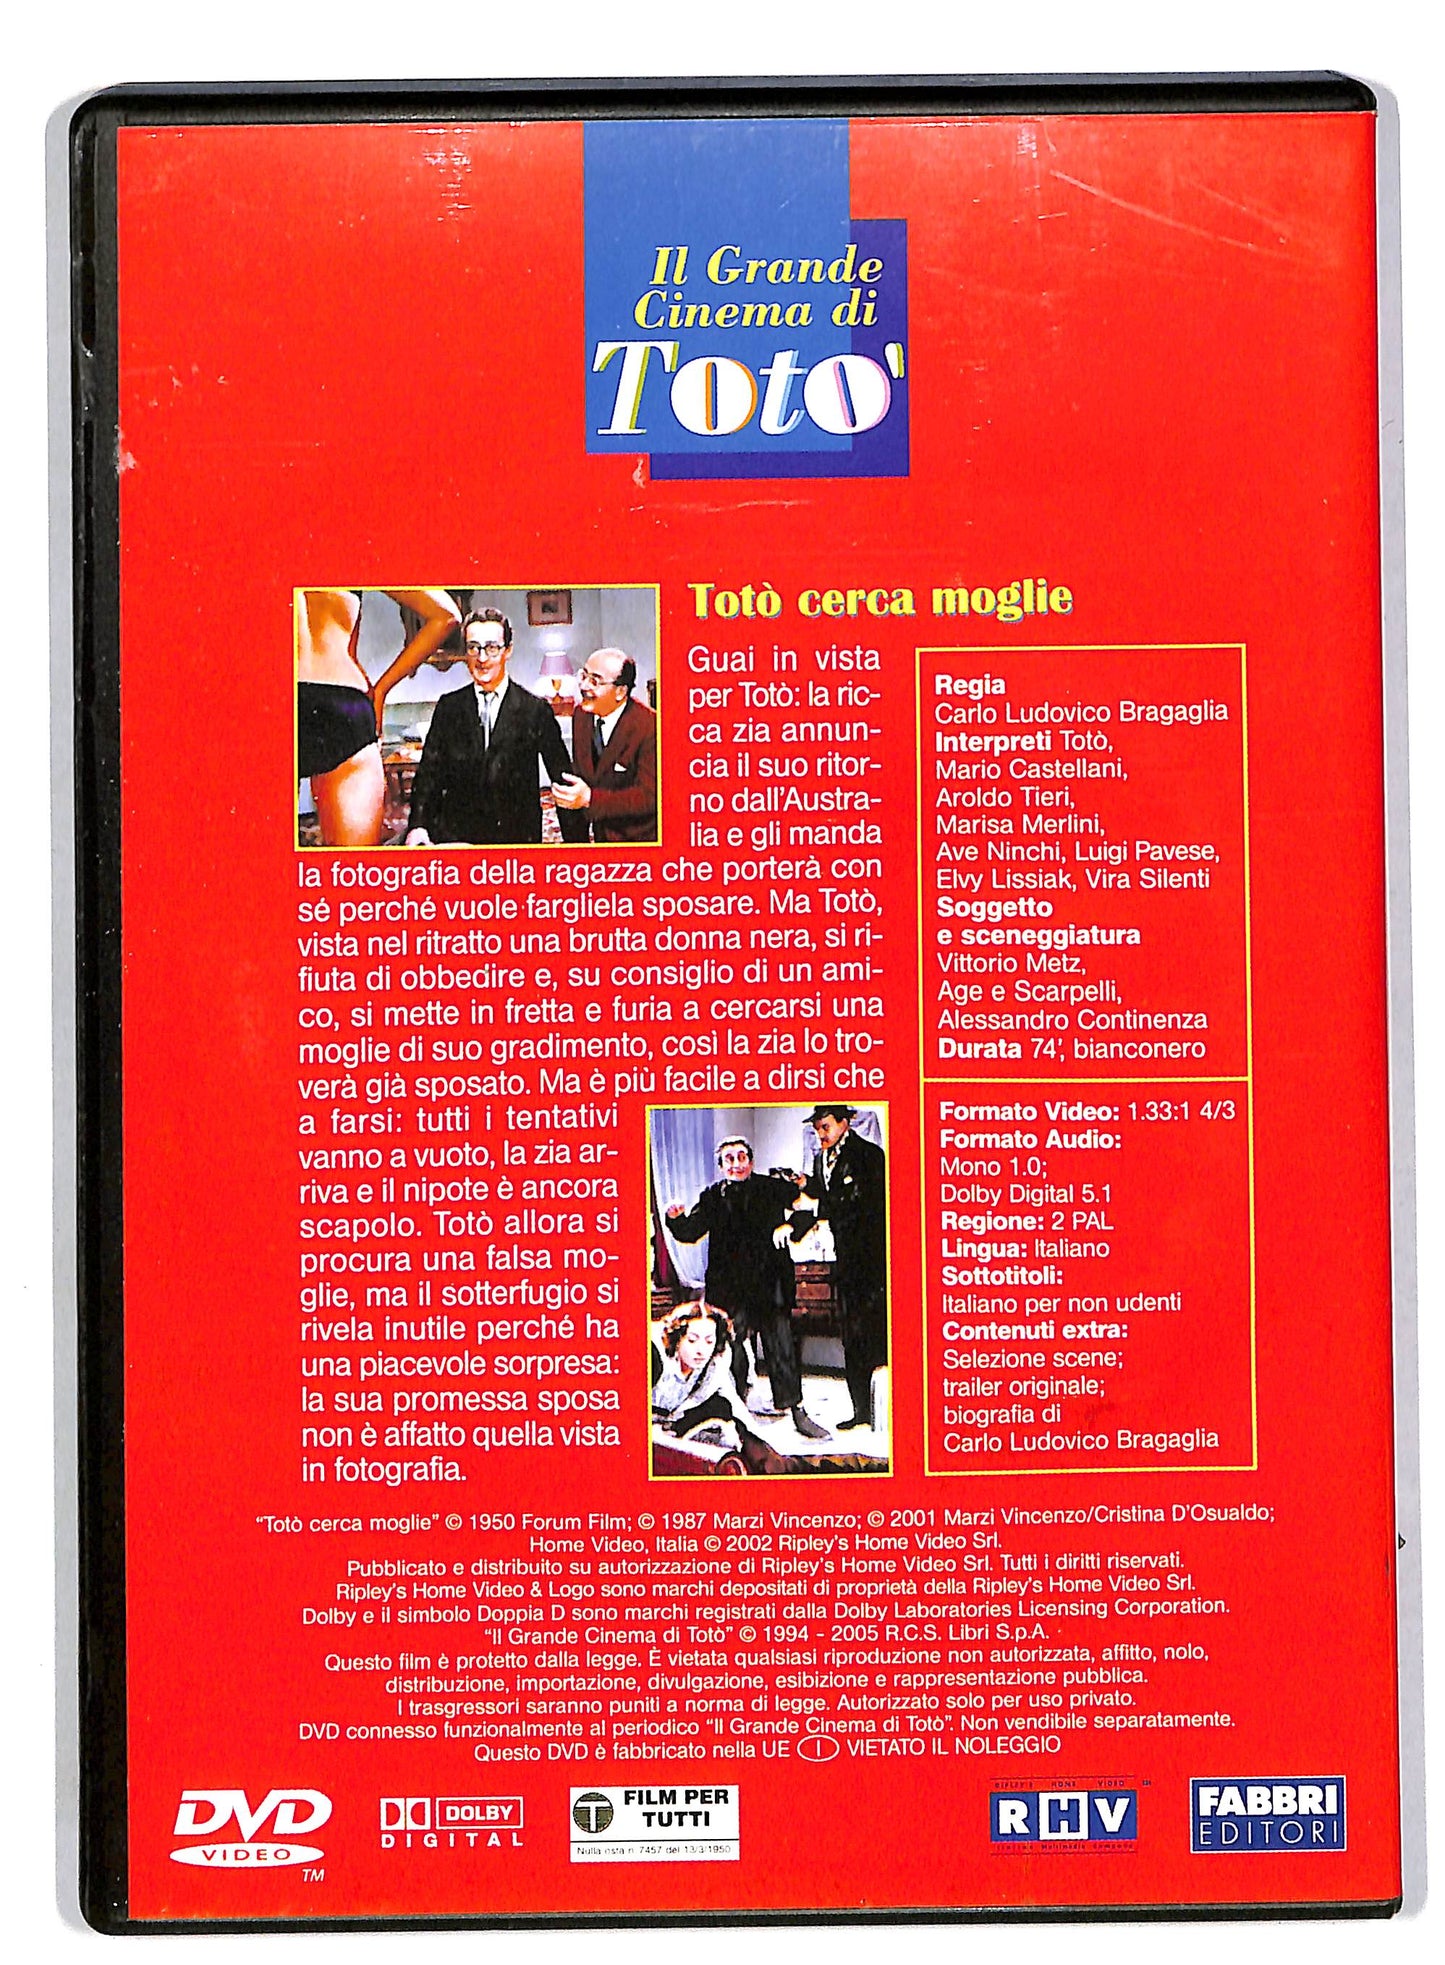 Il Grande
Cinema di
Totò
Totò cerca moglie
Guai in vista
per Totò: la ric-
ca zia annun-
cia il suo ritor-
no dall'Austra-
lia e gli manda
la fotografia della ragazza che porterà con
sé perché vuole fargliela sposare. Ma Totò,
vista nel ritratto una brutta donna nera, si ri-
fiuta di obbedire e, su consiglio di un ami-
co, si mette in fretta e furia a cercarsi una
moglie di suo gradimento, così la zia lo tro-
verà già sposato. Ma è più facile a dirsi che
a farsi: tutti i tentativi
vanno a vuoto, la zia ar-
riva e il nipote è ancora
scapolo. Totò allora si
procura una falsa mo-
glie, ma il sotterfugio si
rivela inutile perché ha
una piacevole sorpresa:
la sua promessa sposa
non è affatto quella vista
in fotografia.
Regia
Carlo Ludovico Bragaglia
Interpreti Totò,
Mario Castellani,
Aroldo Tieri,
Marisa Merlini,
Ave Ninchi, Luigi Pavese,
Elvy Lissiak, Vira Silenti
Soggetto
e sceneggiatura
Vittorio Metz,
Age e Scarpelli,
Alessandro Continenza
Durata 74', bianconero
Formato Video: 1.33:1 4/3
Formato Audio:
Mono 1.0;
Dolby Digital 5.1
Regione: 2 PAL
Lingua: Italiano
Sottotitoli:
Italiano per non udenti
Contenuti extra:
Selezione scene;
trailer originale;
biografia di
Carlo Ludovico Bragaglia
“Totò cerca moglie” © 1950 Forum Film; © 1987 Marzi Vincenzo; © 2001 Marzi Vincenzo/Cristina D'Osualdo;
Home Video, Italia © 2002 Ripley's Home Video Srl.
Pubblicato e distribuito su autorizzazione di Ripley's Home Video Srl. Tutti i diritti riservati.
Ripley's Home Video & Logo sono marchi depositati di proprietà della Ripley's Home Video Srl.
Dolby e il simbolo Doppia D sono marchi registrati dalla Dolby Laboratories Licensing Corporation.
“Il Grande Cinema di Totò” © 1994 - 2005 R.C.S. Libri S.p.A.
Questo film è protetto dalla legge. È vietata qualsiasi riproduzione non autorizzata, affitto, nolo,
distribuzione, importazione, divulgazione, esibizione e rappresentazione pubblica.
I trasgressori saranno puniti a norma di legge. Autorizzato solo per uso privato.
DVD connesso funzionalmente al periodico “Il Grande Cinema di Totò”. Non vendibile separatamente.
Questo DVD è fabbricato nella UE I VIETATO IL NOLEGGIO
DVD
VIDEO
TM
DOLBY
DIGITAL
T
FILM PER
TUTTI
Nulla osta n. 7457 del 13/3/1950
RIPLEY'S HOME VIDEO
RHV
FABBRI
EDITORI